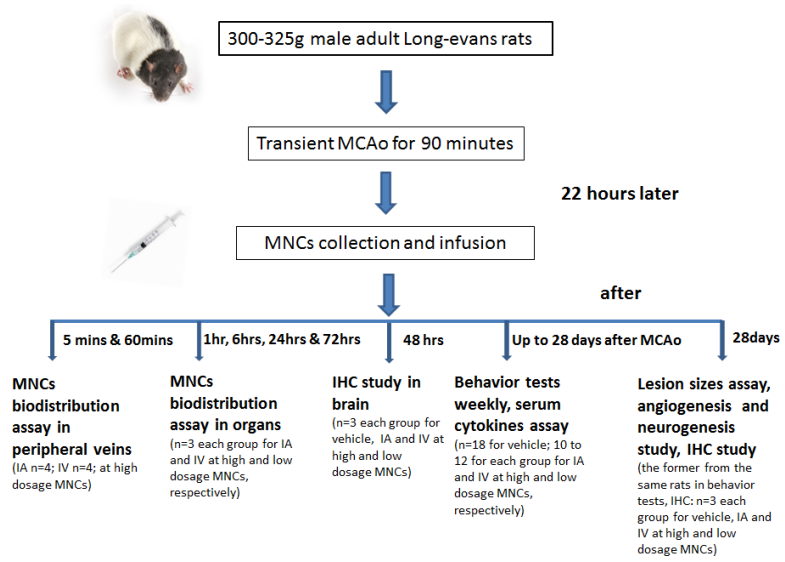 300-325g male adult Long-evans rats
Transient MCAo for 90 minutes
22 hours later
MNCs collection and infusion
after
5 mins & 60mins
1hr, 6hrs, 24hrs & 72hrs
48 hrs
Up to 28 days after MCAo
28days
MNCs
biodistribution
assay in
peripheral veins
(IA n=4; IV n=4; at high
dosage MNCs)
MNCs
biodistribution
assay in organs
(n=3 each group for IA
and IV at high and low
dosage MNCs,
respectively)
IHC study in
brain
(n=3 each group for
vehicle, IA and IV at
high and low
dosage MNCs)
Behavior tests
weekly, serum
cytokines assay
(n=18 for vehicle; 10 to
12 for each group for IA
and IV at high and low
dosage MNCs,
respectively)
Lesion sizes assay,
angiogenesis and
neurogenesis
study, IHC study
(the former from the
same rats in behavior
tests, IHC: n=3 each
group for vehicle, IA and
IV at high and low
dosage MNCs)